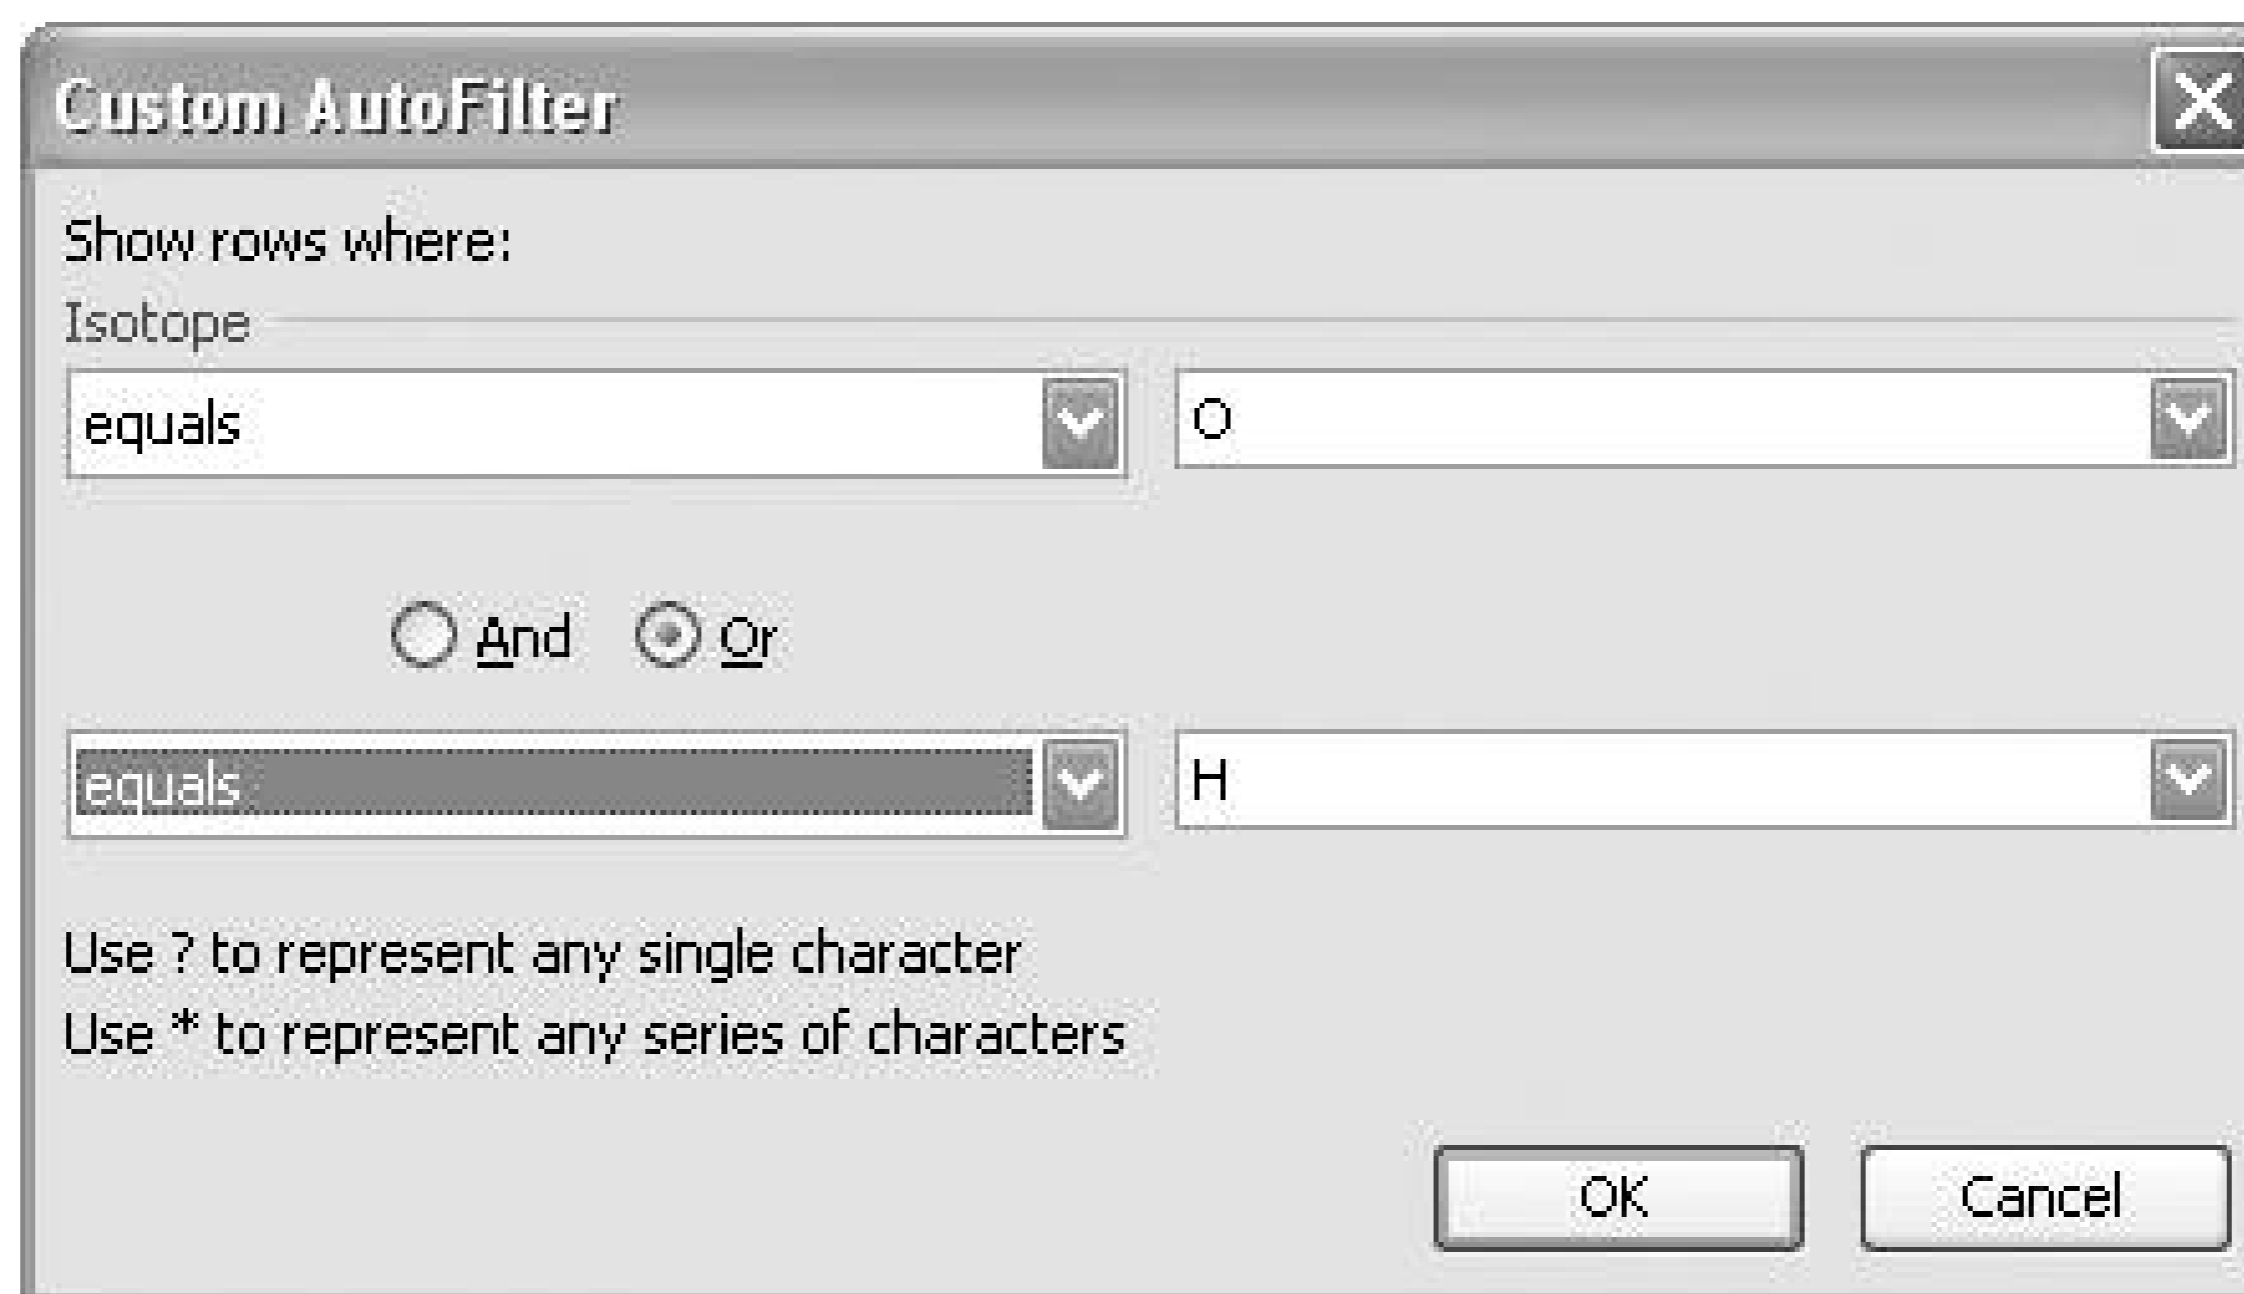 Custom AutoFilter
Show rows where:
Isotope
equals O
And Or
equals H
Use ? to represent any single character
Use * to represent any series of characters
OK Cancel